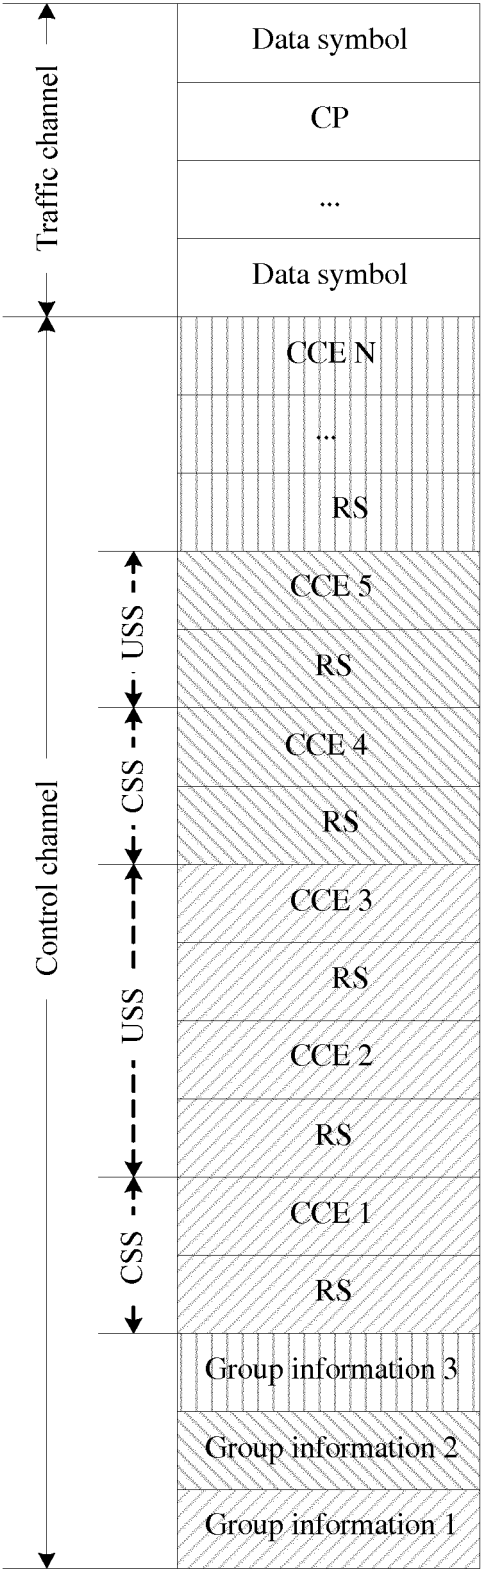 Data symbol
CP
...
Data symbol
Traffic channel
CCE N
...
RS
CCE 5
RS
USS
CCE 4
RS
CSS
CCE 3
RS
CCE 2
RS
USS
CCE 1
RS
CSS
Group information 3
Group information 2
Group information 1
Control channel